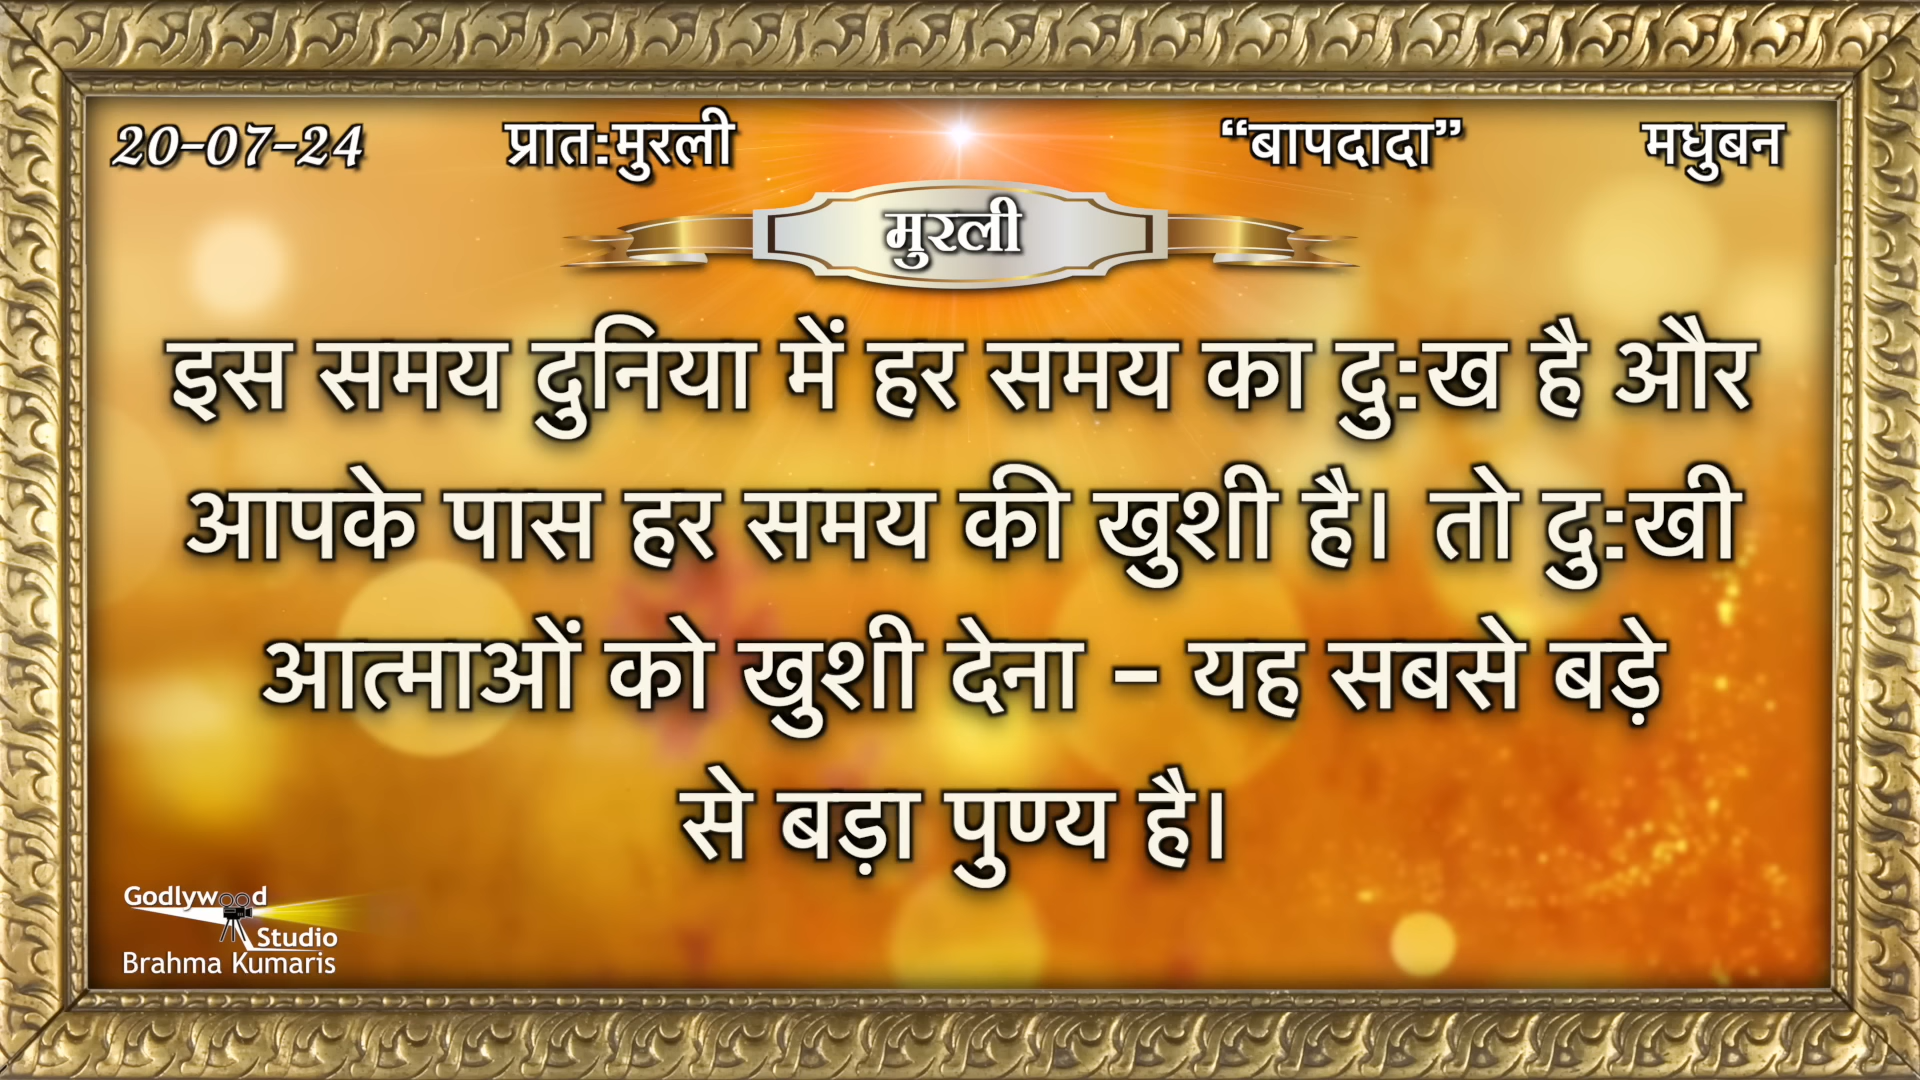 20-07-24 प्रात:मुरली “बापदादा” मधुबन
मुरली
इस समय दुनिया में हर समय का दु:ख है और
आपके पास हर समय की खुशी है। तो दु:खी
आत्माओं को खुशी देना - यह सबसे बड़े
से बड़ा पुण्य है।
Godlywood
Studio
Brahma Kumaris